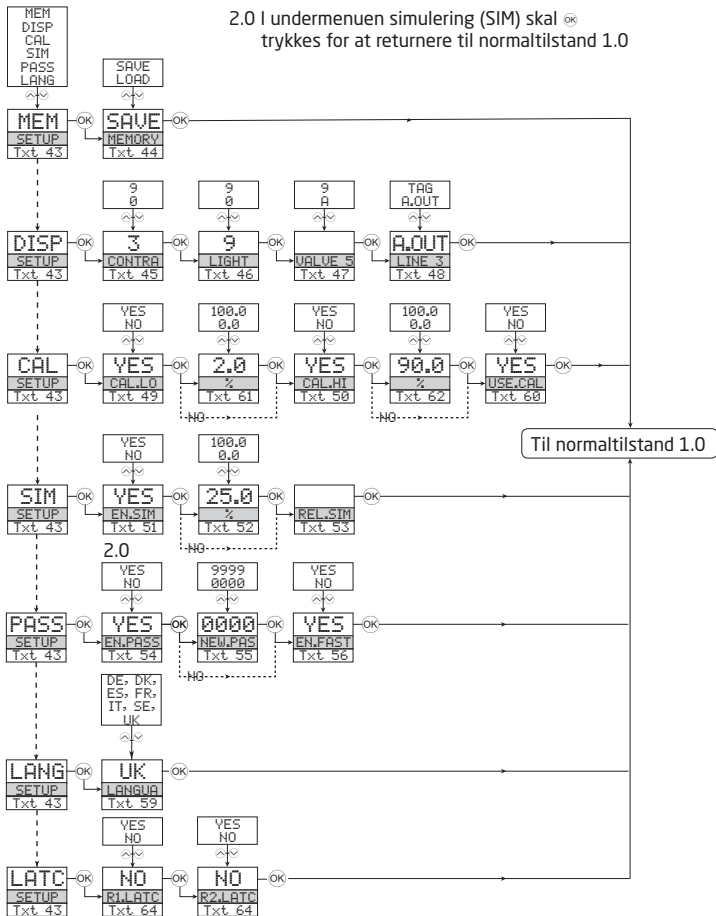 2.0 I undermenuen simulering (SIM) skal OK
trykkes for at returnere til normaltilstand 1.0
MEM
DISP
CAL
SIM
PASS
LANG
SAVE
LOAD
MEM OK SAVE OK
SETUP MEMORY
Txt 43 Txt 44
9 9 9 TAG
0 0 A A.OUT
DISP OK 3 OK 9 OK OK A.OUT OK
SETUP CONTRA LIGHT VALVE 5 LINE 3
Txt 43 Txt 45 Txt 46 Txt 47 Txt 48
YES 100.0 YES 100.0 YES
NO 0.0 NO 0.0 NO
CAL OK YES OK 2.0 OK YES OK 90.0 OK YES OK
SETUP CAL.LO % CAL.HI % USE.CAL
Txt 43 Txt 49 Txt 61 Txt 50 Txt 62 Txt 60
NO NO
Til normaltilstand 1.0
YES 100.0
NO 0.0
SIM OK YES OK 25.0 OK OK
SETUP EN.SIM % REL.SIM
Txt 43 Txt 51 Txt 52 Txt 53
NO
2.0
YES 9999 YES
NO 0000 NO
PASS OK YES OK 0000 OK YES OK
SETUP EN.PASS NEW.PAS EN.FAST
Txt 43 Txt 54 Txt 55 Txt 56
NO
DE, DK,
ES, FR,
IT, SE,
UK
LANG OK UK OK
SETUP LANGUA
Txt 43 Txt 59
YES YES
NO NO
LATC OK NO OK NO OK
SETUP R1.LATC R2.LATC
Txt 43 Txt 64 Txt 64